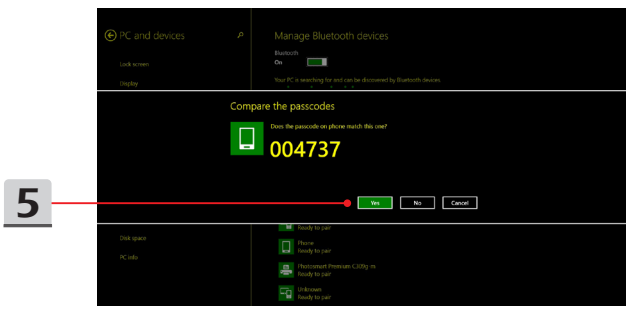 PC and devices
Manage Bluetooth devices
Lock screen
Display
Bluetooth
On
Your PC is searching for and can be discovered by Bluetooth devices
Compare the passcodes
Does the passcode on phone match this one?
004737
5
Yes
No
Cancel
Disk space
PC info
Ready to pair
Phone
Ready to pair
Photosmart Premium C309g-m
Ready to pair
Unknown
Ready to pair